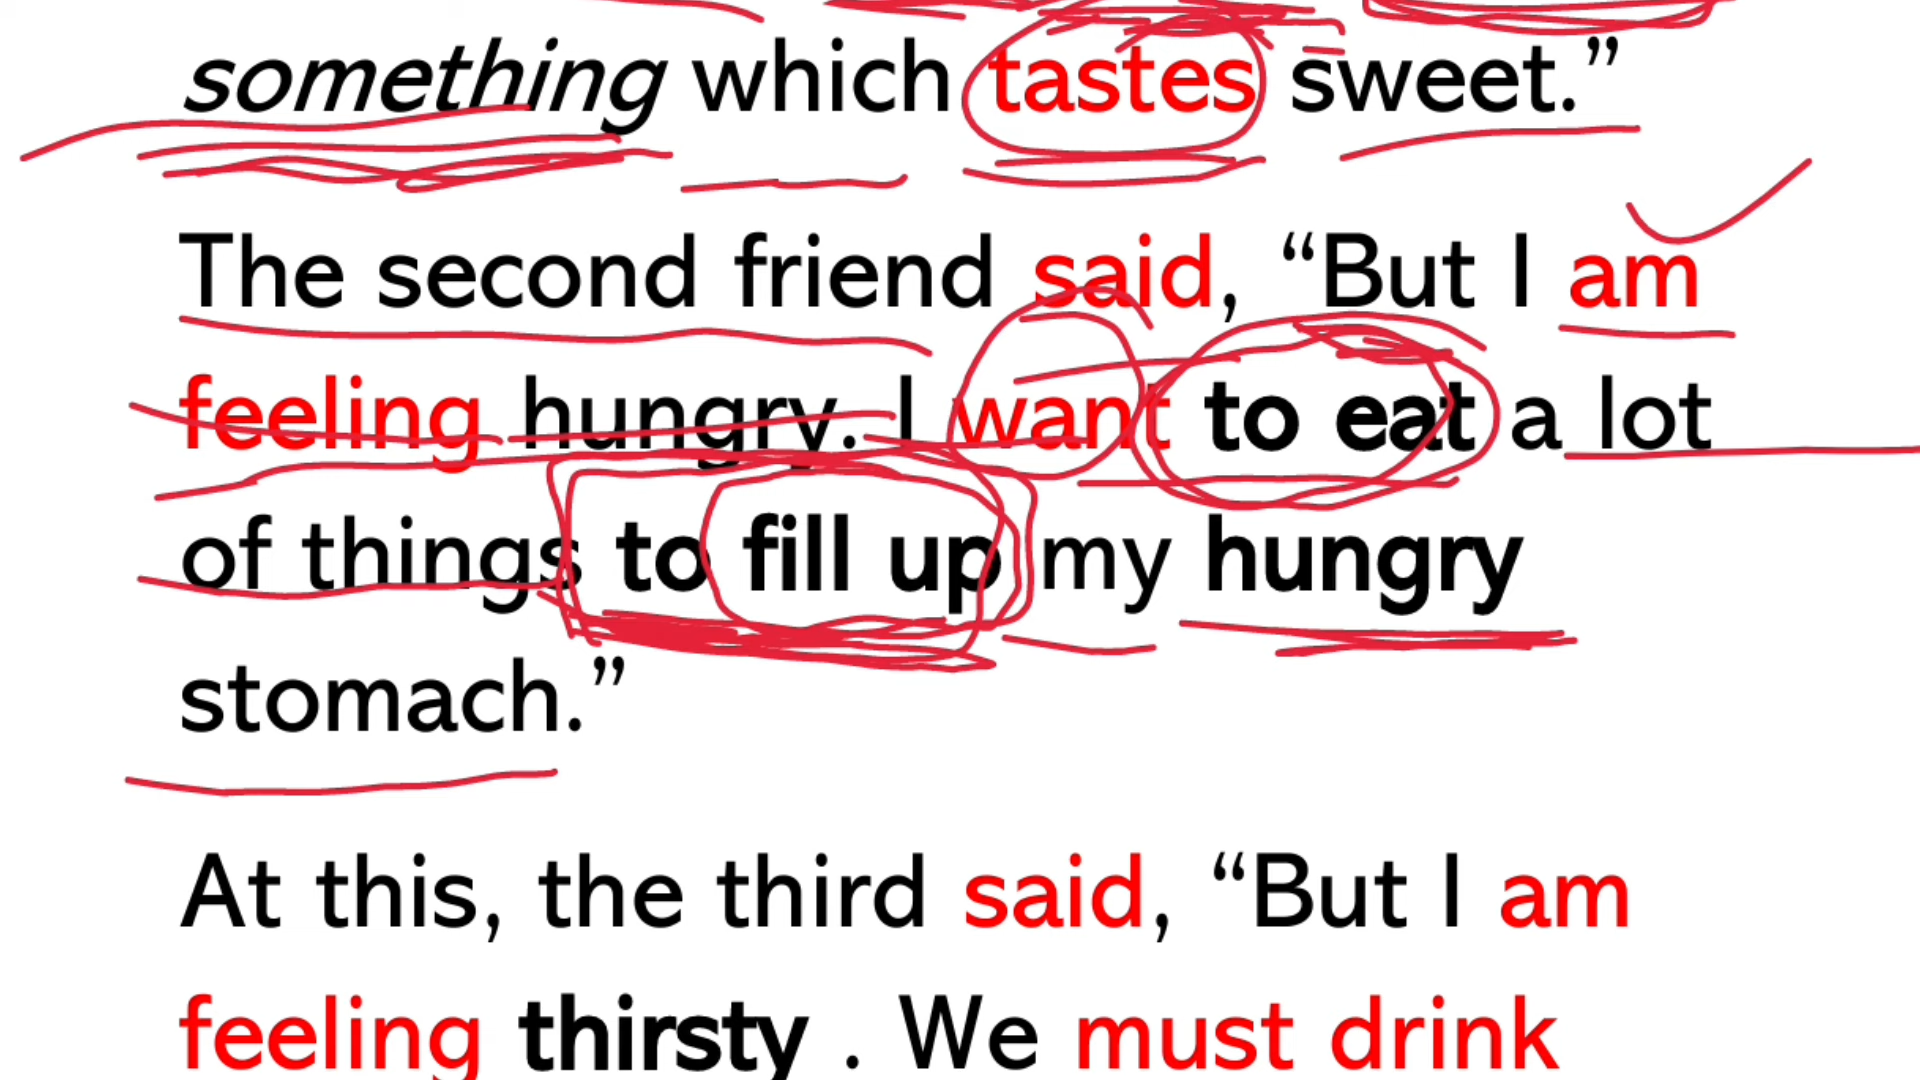 something which tastes sweet.”
The second friend said, “But I am
feeling hungry. I want to eat a lot
of things to fill up my hungry
stomach.”
At this, the third said, “But I am
feeling thirsty . We must drink